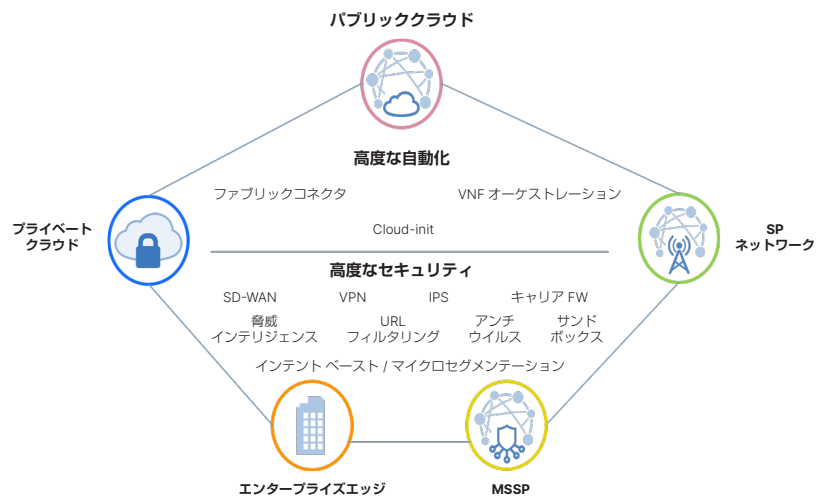 パブリッククラウド
高度な自動化
ファブリックコネクタ
VNF オーケストレーション
プライベート
クラウド
Cloud-init
SP
ネットワーク
高度なセキュリティ
SD-WAN
VPN
IPS
キャリア FW
脅威
インテリジェンス
URL
フィルタリング
アンチ
ウイルス
サンド
ボックス
インテント ベースト / マイクロセグメンテーション
エンタープライズエッジ
MSSP